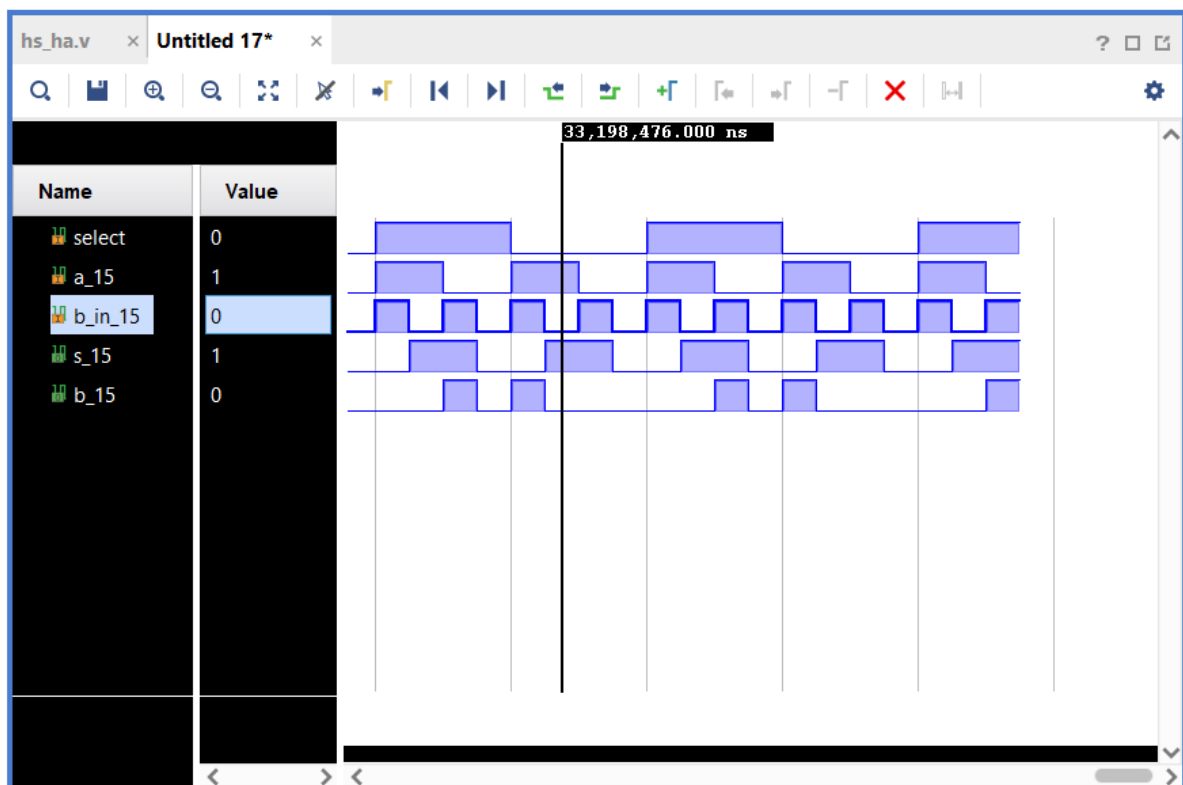 hs_ha.v × Untitled 17* × ?
33,198,476.000 ns
Name Value
select 0
a_15 1
b_in_15 0
s_15 1
b_15 0